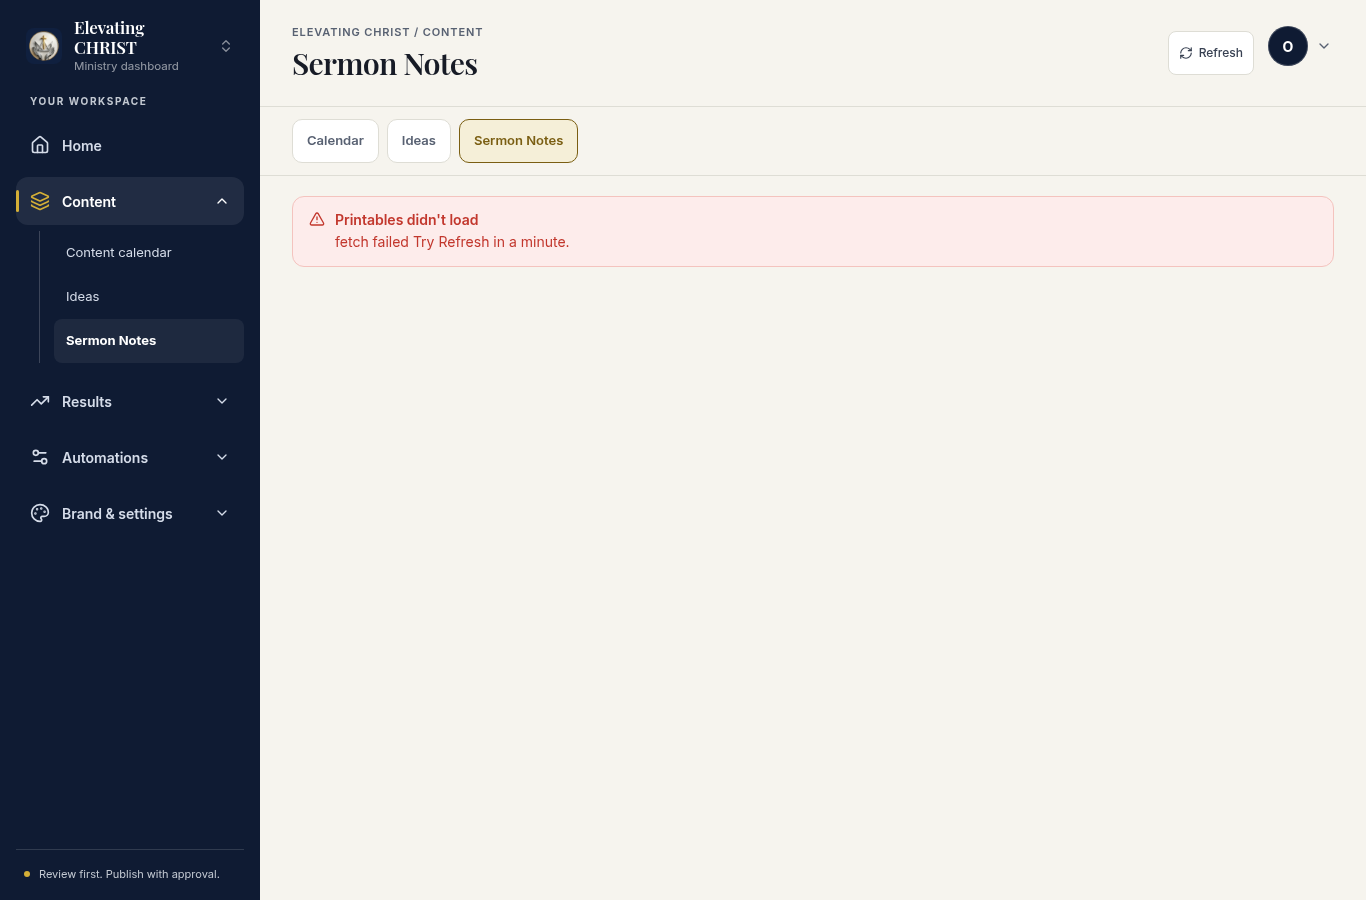 Elevating
CHRIST
Ministry dashboard
YOUR WORKSPACE
Home
Content
Content calendar
Ideas
Sermon Notes
Results
Automations
Brand & settings
Review first. Publish with approval.
ELEVATING CHRIST / CONTENT
Sermon Notes
Refresh
O
Calendar
Ideas
Sermon Notes
Printables didn't load
fetch failed Try Refresh in a minute.